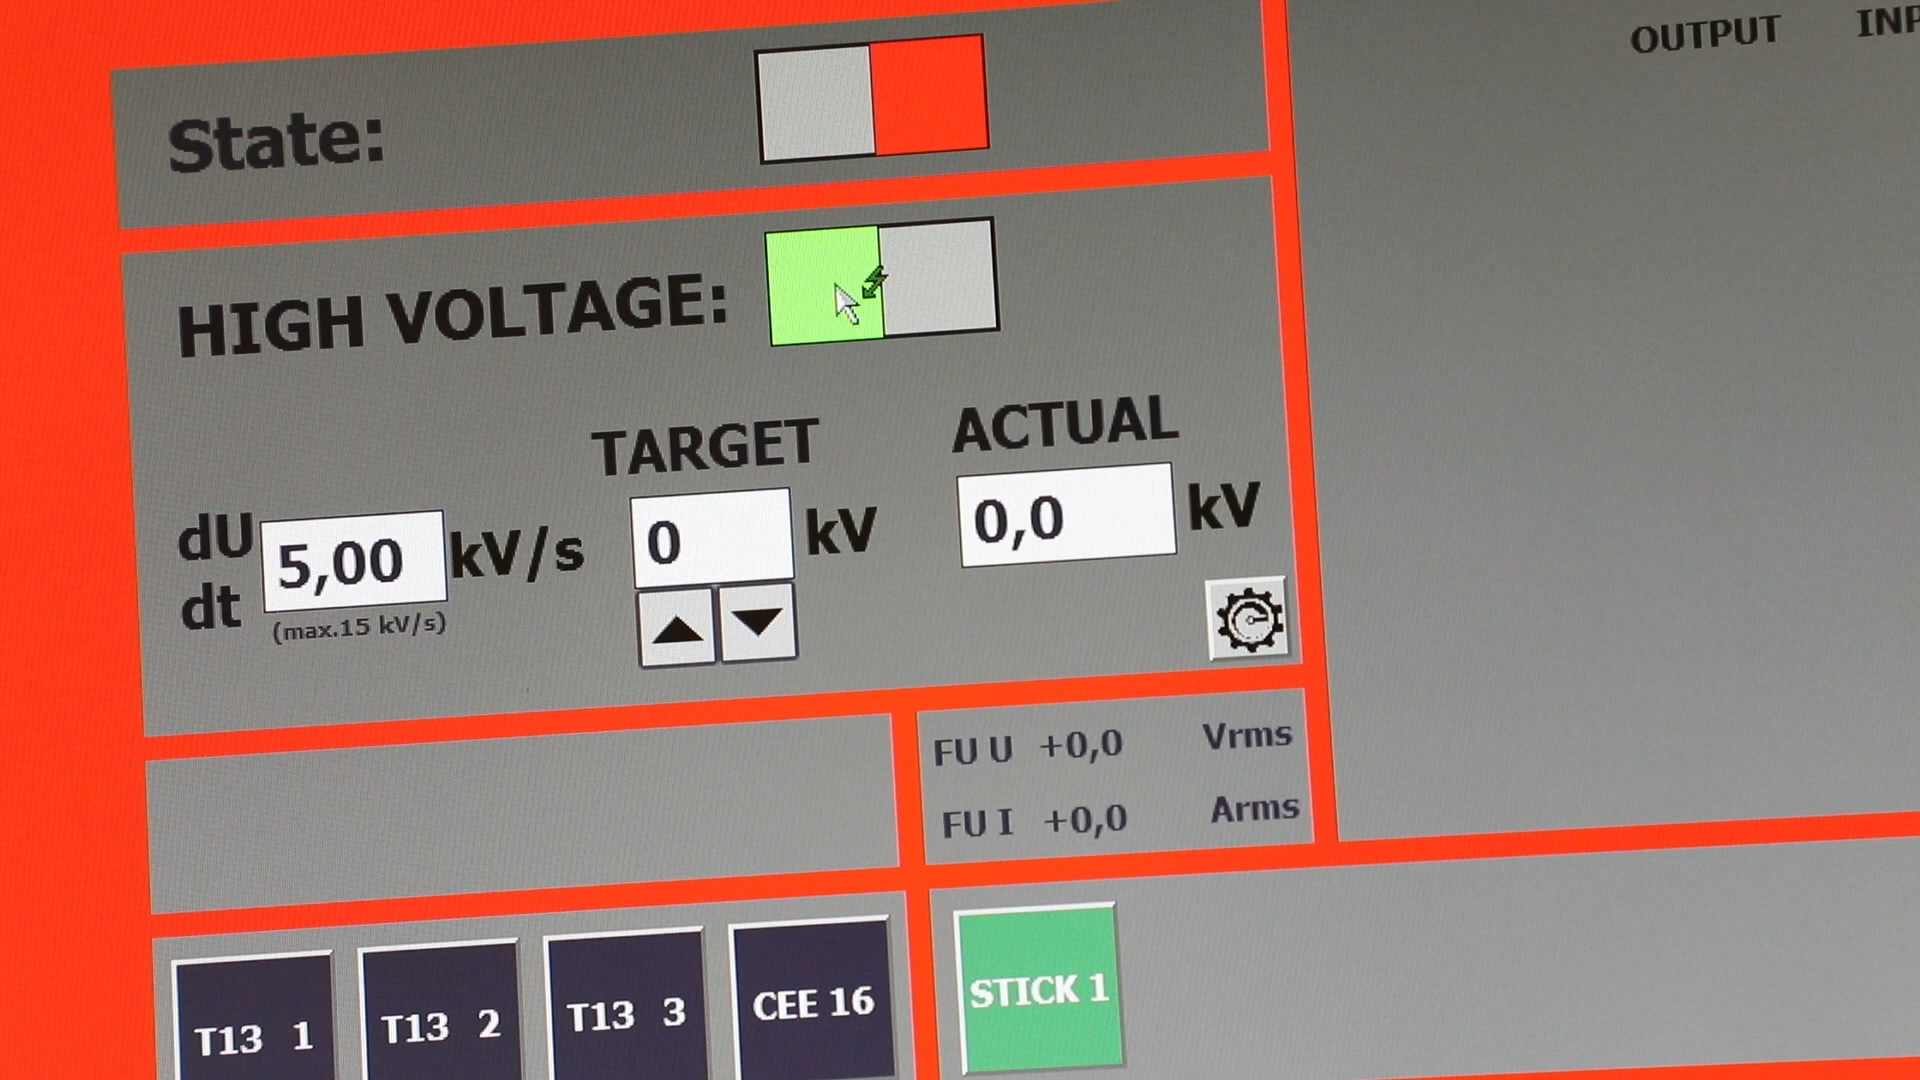 OUTPUT
State:
HIGH VOLTAGE:
TARGET ACTUAL
dU
dt
5,00 kV/s 0 kV 0,0 kV
(max.15 kV/s)
FU U +0,0 Vrms
FU I +0,0 Arms
T13 1 T13 2 T13 3 CEE 16 STICK 1